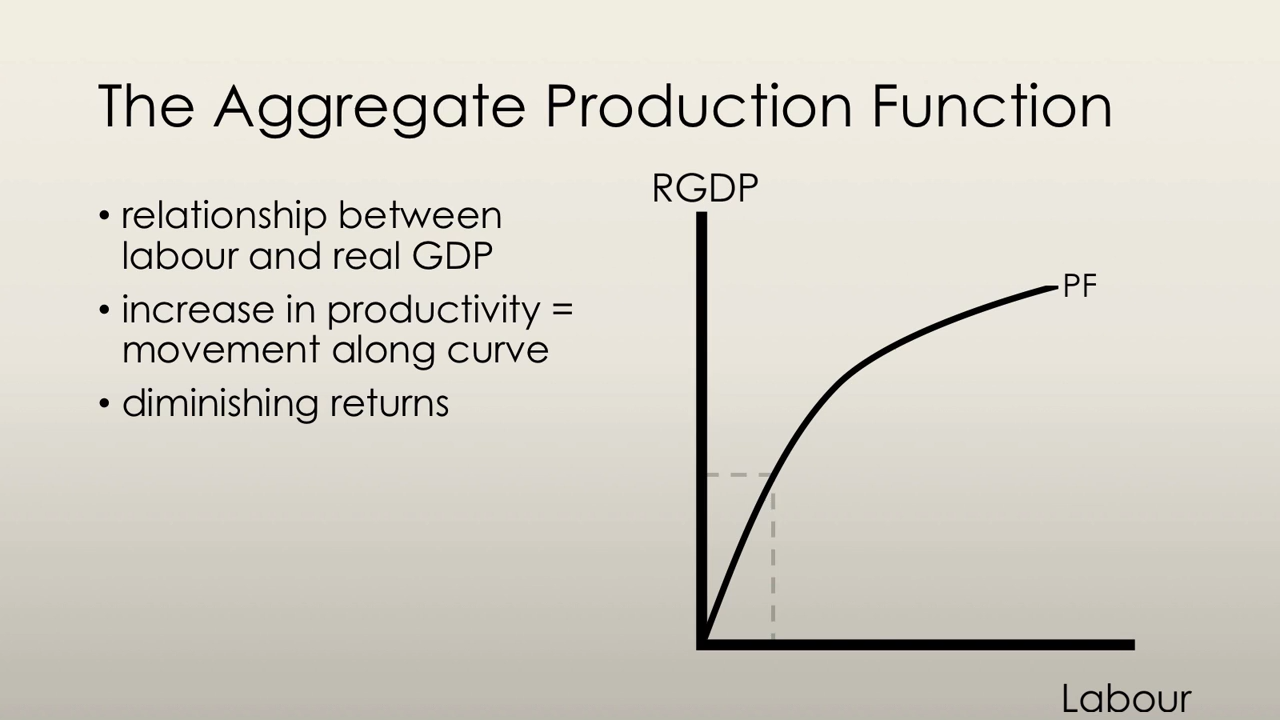 The Aggregate Production Function
• relationship between
labour and real GDP
• increase in productivity =
movement along curve
• diminishing returns
RGDP
PF
Labour